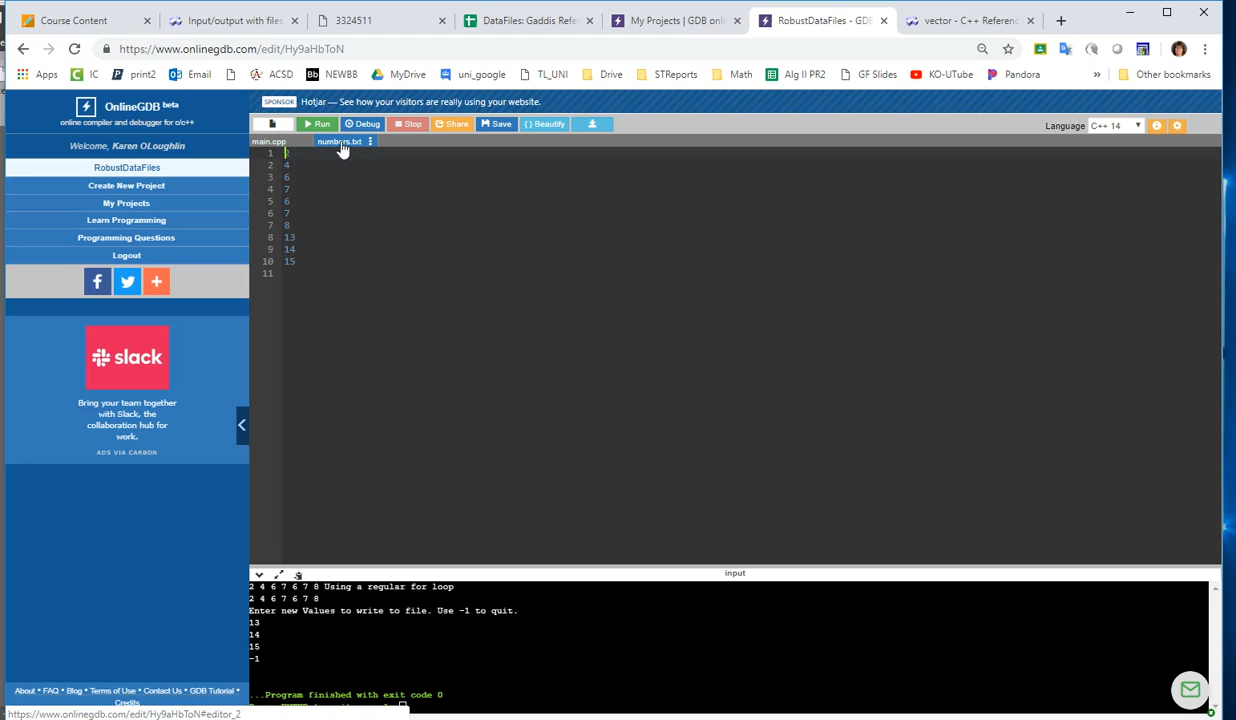 Course Content
Input/output with files
3324511
DataFiles: Gaddis Refe
My Projects | GDB onli
RobustDataFiles - GDB
vector - C++ Referenc
https://www.onlinegdb.com/edit/Hy9aHbToN
Apps
IC
print2
Email
ACSD
NEWBB
MyDrive
uni_google
TL_UNI
Drive
STReports
Math
Alg II PR2
GF Slides
KO-UTube
Pandora
»
Other bookmarks
OnlineGDB beta
online compiler and debugger for c/c++
SPONSOR Hotjar — See how your visitors are really using your website.
Run
Debug
Stop
Share
Save
{ } Beautify
Language C++ 14
Welcome, Karen OLoughlin
RobustDataFiles
Create New Project
My Projects
Learn Programming
Programming Questions
Logout
slack
Bring your team together
with Slack, the
collaboration hub for
work.
ADS VIA CARBON
About • FAQ • Blog • Terms of Use • Contact Us • GDB Tutorial •
Credits
https://www.onlinegdb.com/edit/Hy9aHbToN#editor_2
main.cpp
numbers.txt
1 2
2 4
3 6
4 7
5 6
6 7
7 8
8 13
9 14
10 15
11
input
2 4 6 7 6 7 8 Using a regular for loop
2 4 6 7 6 7 8
Enter new Values to write to file. Use -1 to quit.
13
14
15
-1
...Program finished with exit code 0